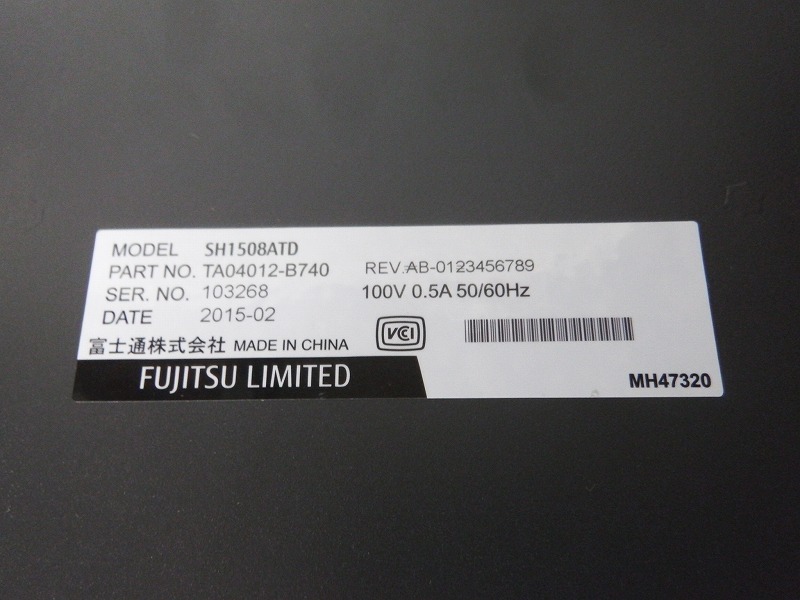 MODEL SH1508ATD
PART NO. TA04012-B740 REV.AB-0123456789
SER. NO. 103268 100V 0.5A 50/60Hz
DATE 2015-02
富士通株式会社 MADE IN CHINA VCCI
FUJITSU LIMITED MH47320